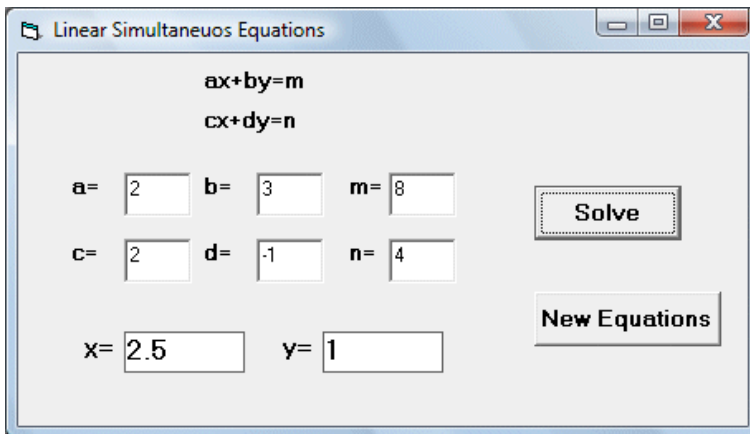 Linear Simultaneuos Equations
ax+by=m
cx+dy=n
a= 2 b= 3 m= 8
Solve
c= 2 d= -1 n= 4
New Equations
x= 2.5 y= 1